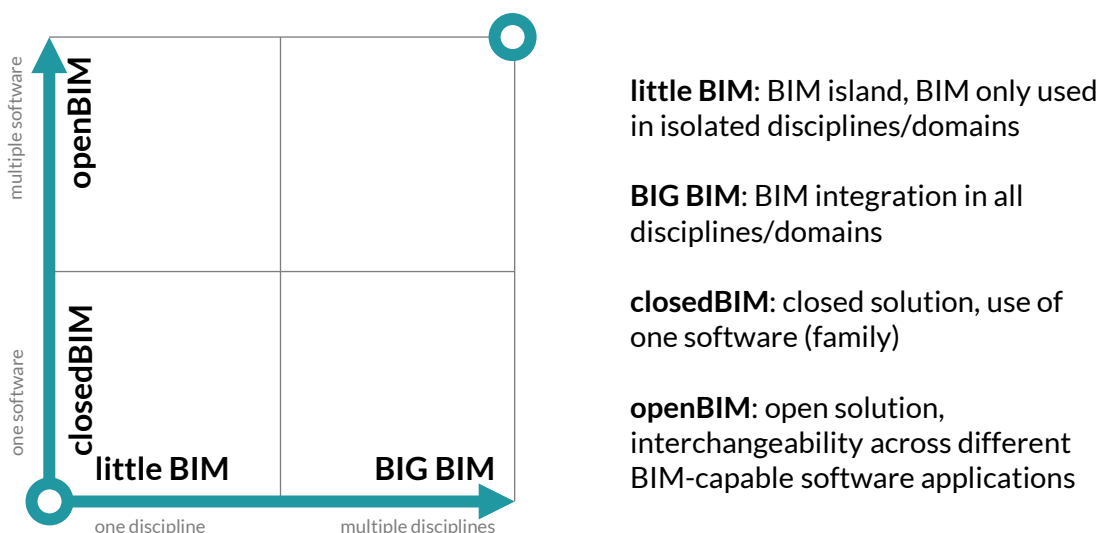 multiple software
openBIM
one software
closedBIM
little BIM
BIG BIM
one discipline
multiple disciplines
little BIM: BIM island, BIM only used
in isolated disciplines/domains
BIG BIM: BIM integration in all
disciplines/domains
closedBIM: closed solution, use of
one software (family)
openBIM: open solution,
interchangeability across different
BIM-capable software applications